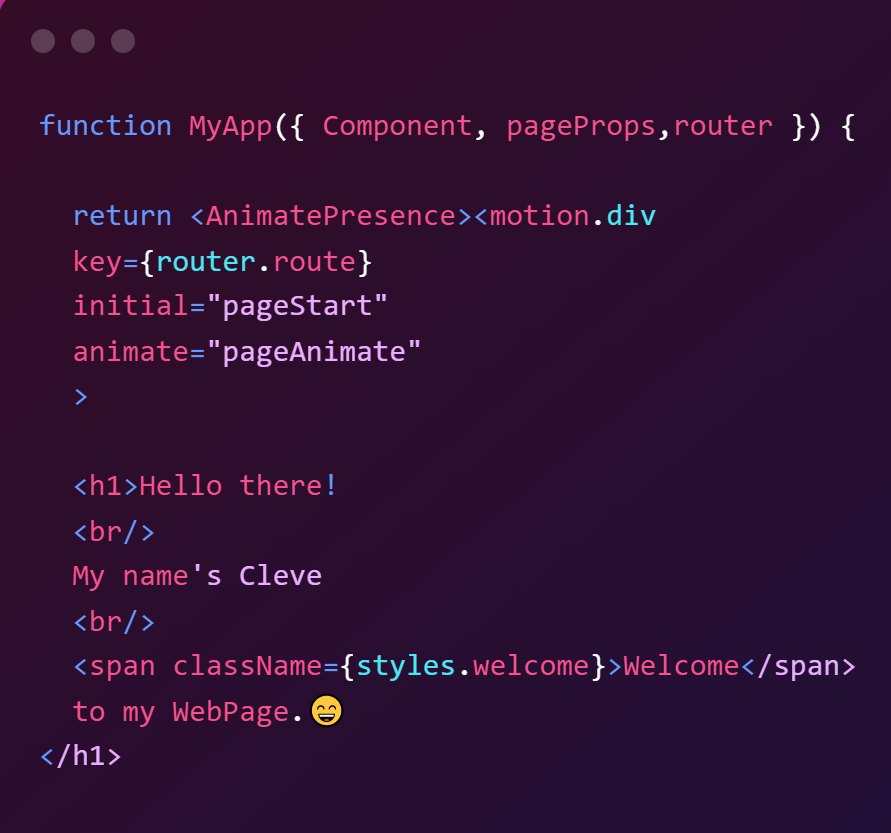 function MyApp({ Component, pageProps,router }) {
return <AnimatePresence><motion.div
key={router.route}
initial="pageStart"
animate="pageAnimate"
>
<h1>Hello there!
<br/>
My name's Cleve
<br/>
<span className={styles.welcome}>Welcome</span>
to my WebPage.😄
</h1>